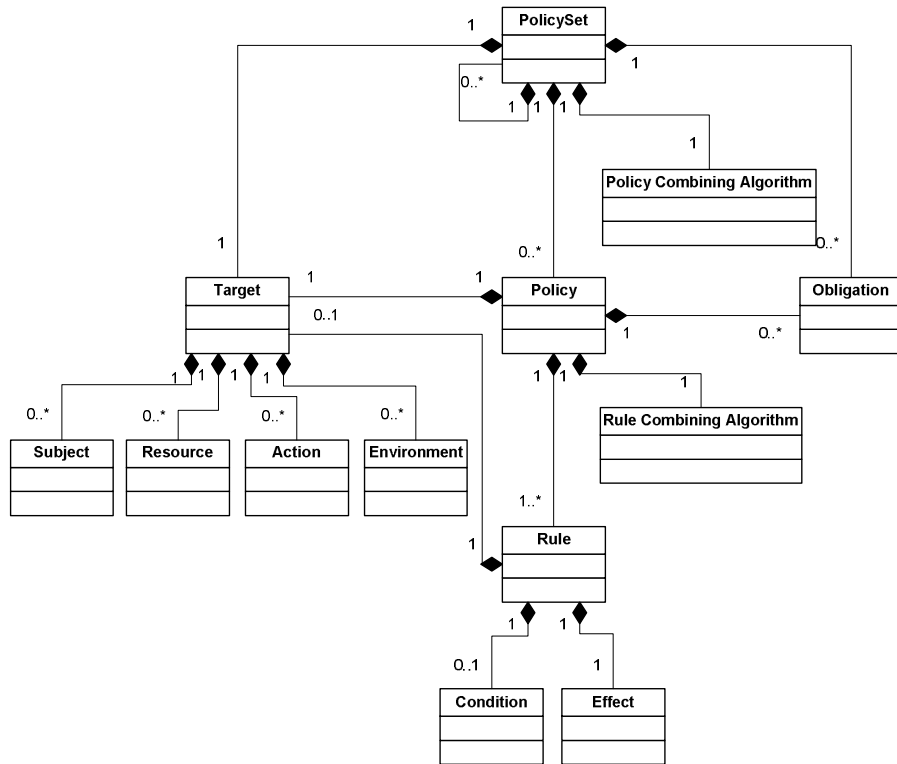 PolicySet
1
1
0..*
1
1
1
1
Policy Combining Algorithm
1
0..*
0..*
Target
1
1
Policy
Obligation
0..1
1
0..*
1
1
1
1
1
1
1
0..*
0..*
0..*
0..*
Rule Combining Algorithm
Subject
Resource
Action
Environment
1..*
1
Rule
1
1
0..1
1
Condition
Effect